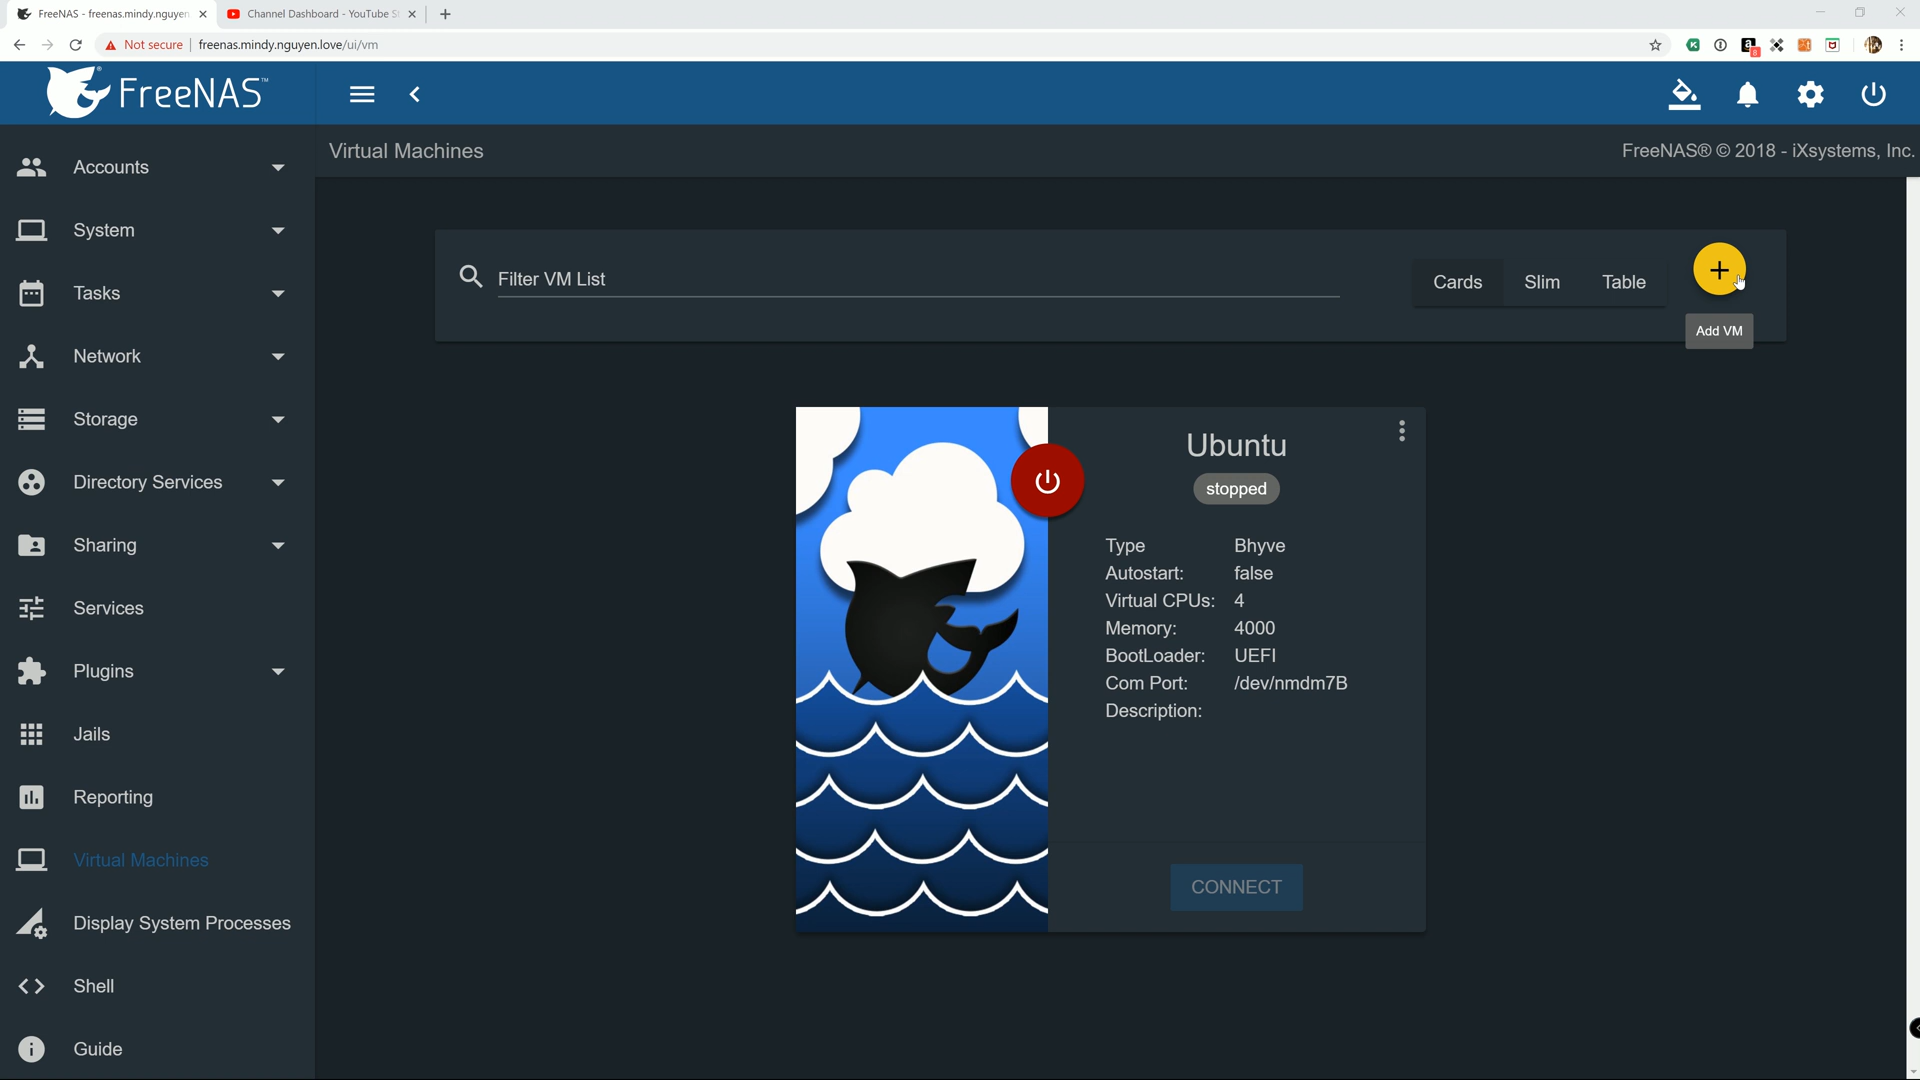 FreeNAS - freenas.mindy.nguyen
Channel Dashboard - YouTube S
Not secure
freenas.mindy.nguyen.love/ui/vm
a
8
FreeNAS™
Virtual Machines
FreeNAS® © 2018 - iXsystems, Inc.
Accounts
System
Tasks
Network
Storage
Directory Services
Sharing
Services
Plugins
Jails
Reporting
Virtual Machines
Display System Processes
Shell
Guide
Filter VM List
Cards
Slim
Table
Add VM
Ubuntu
stopped
Type Bhyve
Autostart: false
Virtual CPUs: 4
Memory: 4000
BootLoader: UEFI
Com Port: /dev/nmdm7B
Description:
CONNECT